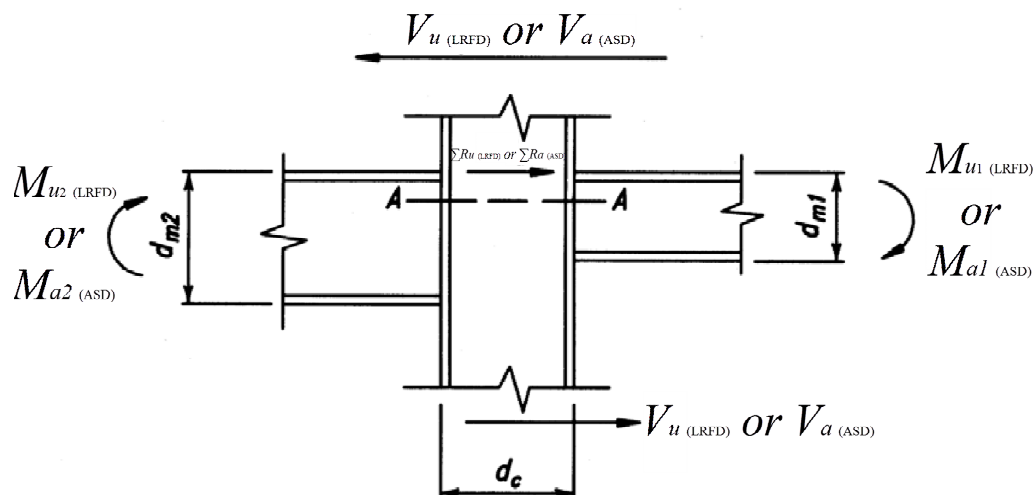 Vu (LRFD) or Va (ASD)
∑Ru (LRFD) or ∑Ra (ASD)
Mu2 (LRFD)
or
Ma2 (ASD)
dm2
A
A
dm1
Mu1 (LRFD)
or
Ma1 (ASD)
Vu (LRFD) or Va (ASD)
dc